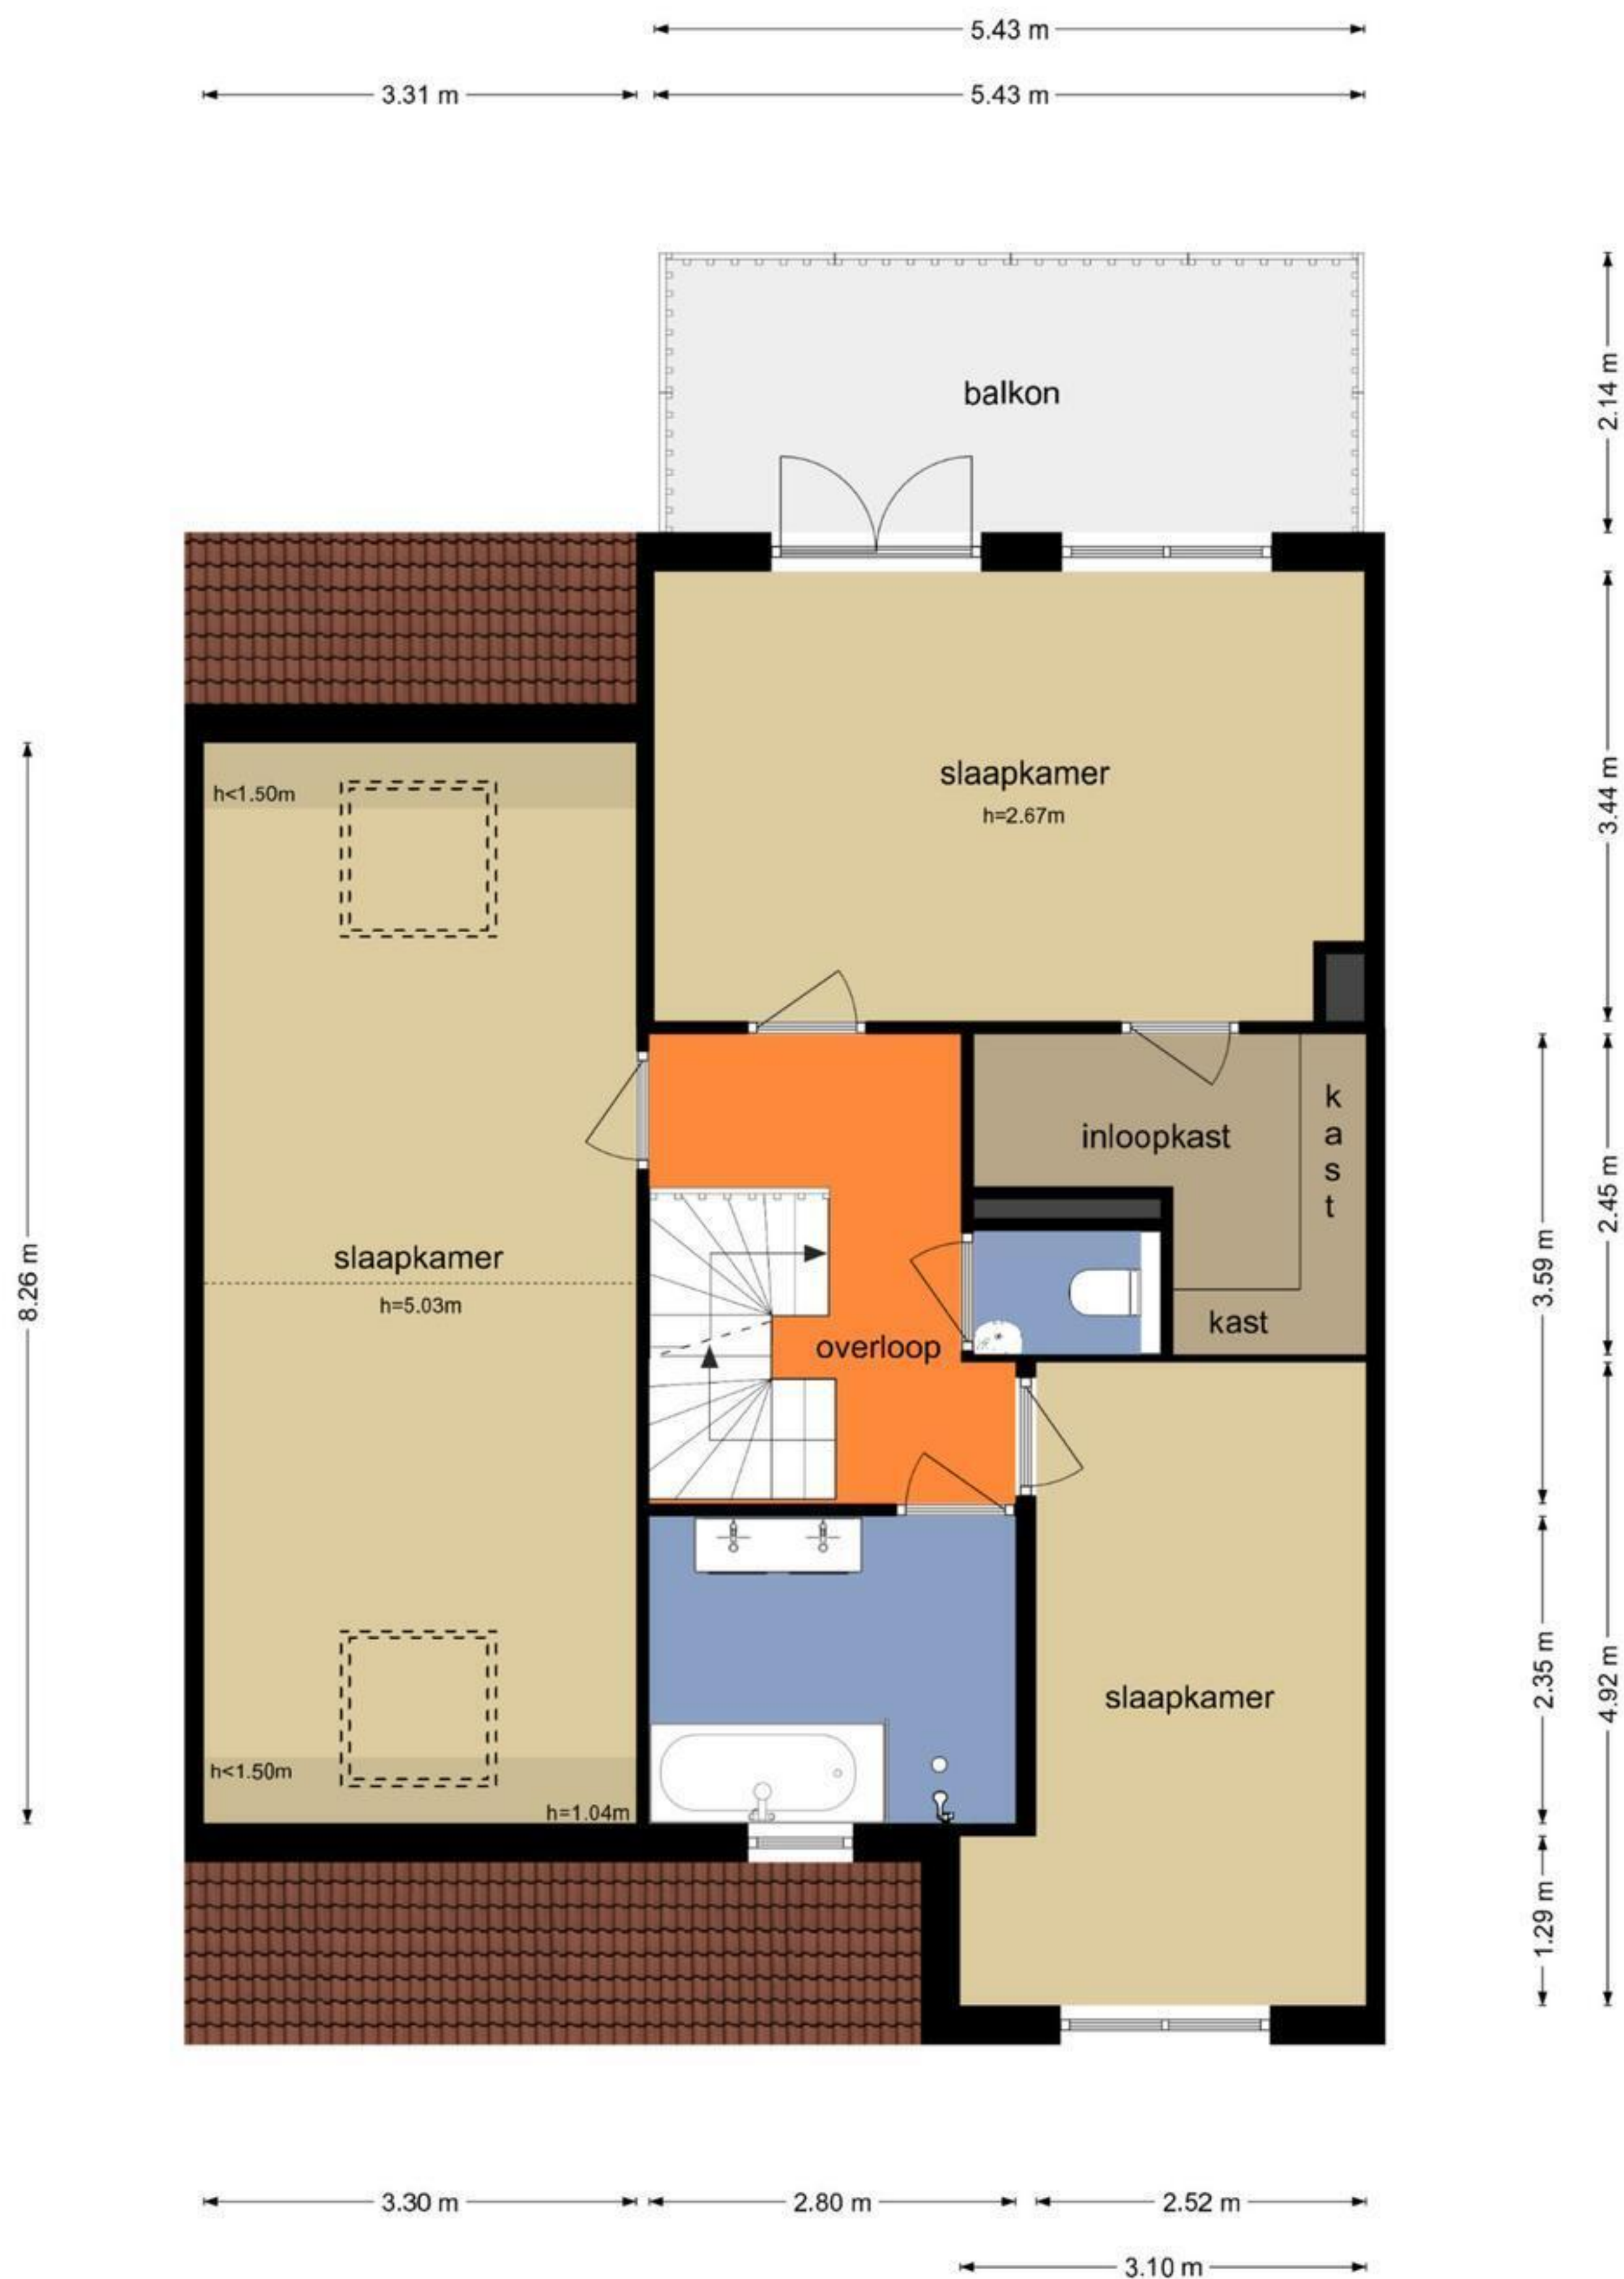 5.43 m
3.31 m
5.43 m
balkon
2.14 m
slaapkamer
h=2.67m
3.44 m
h<1.50m
inloopkast
kast
kast
2.45 m
3.59 m
8.26 m
slaapkamer
h=5.03m
overloop
slaapkamer
2.35 m
4.92 m
h<1.50m
h=1.04m
1.29 m
3.30 m
2.80 m
2.52 m
3.10 m